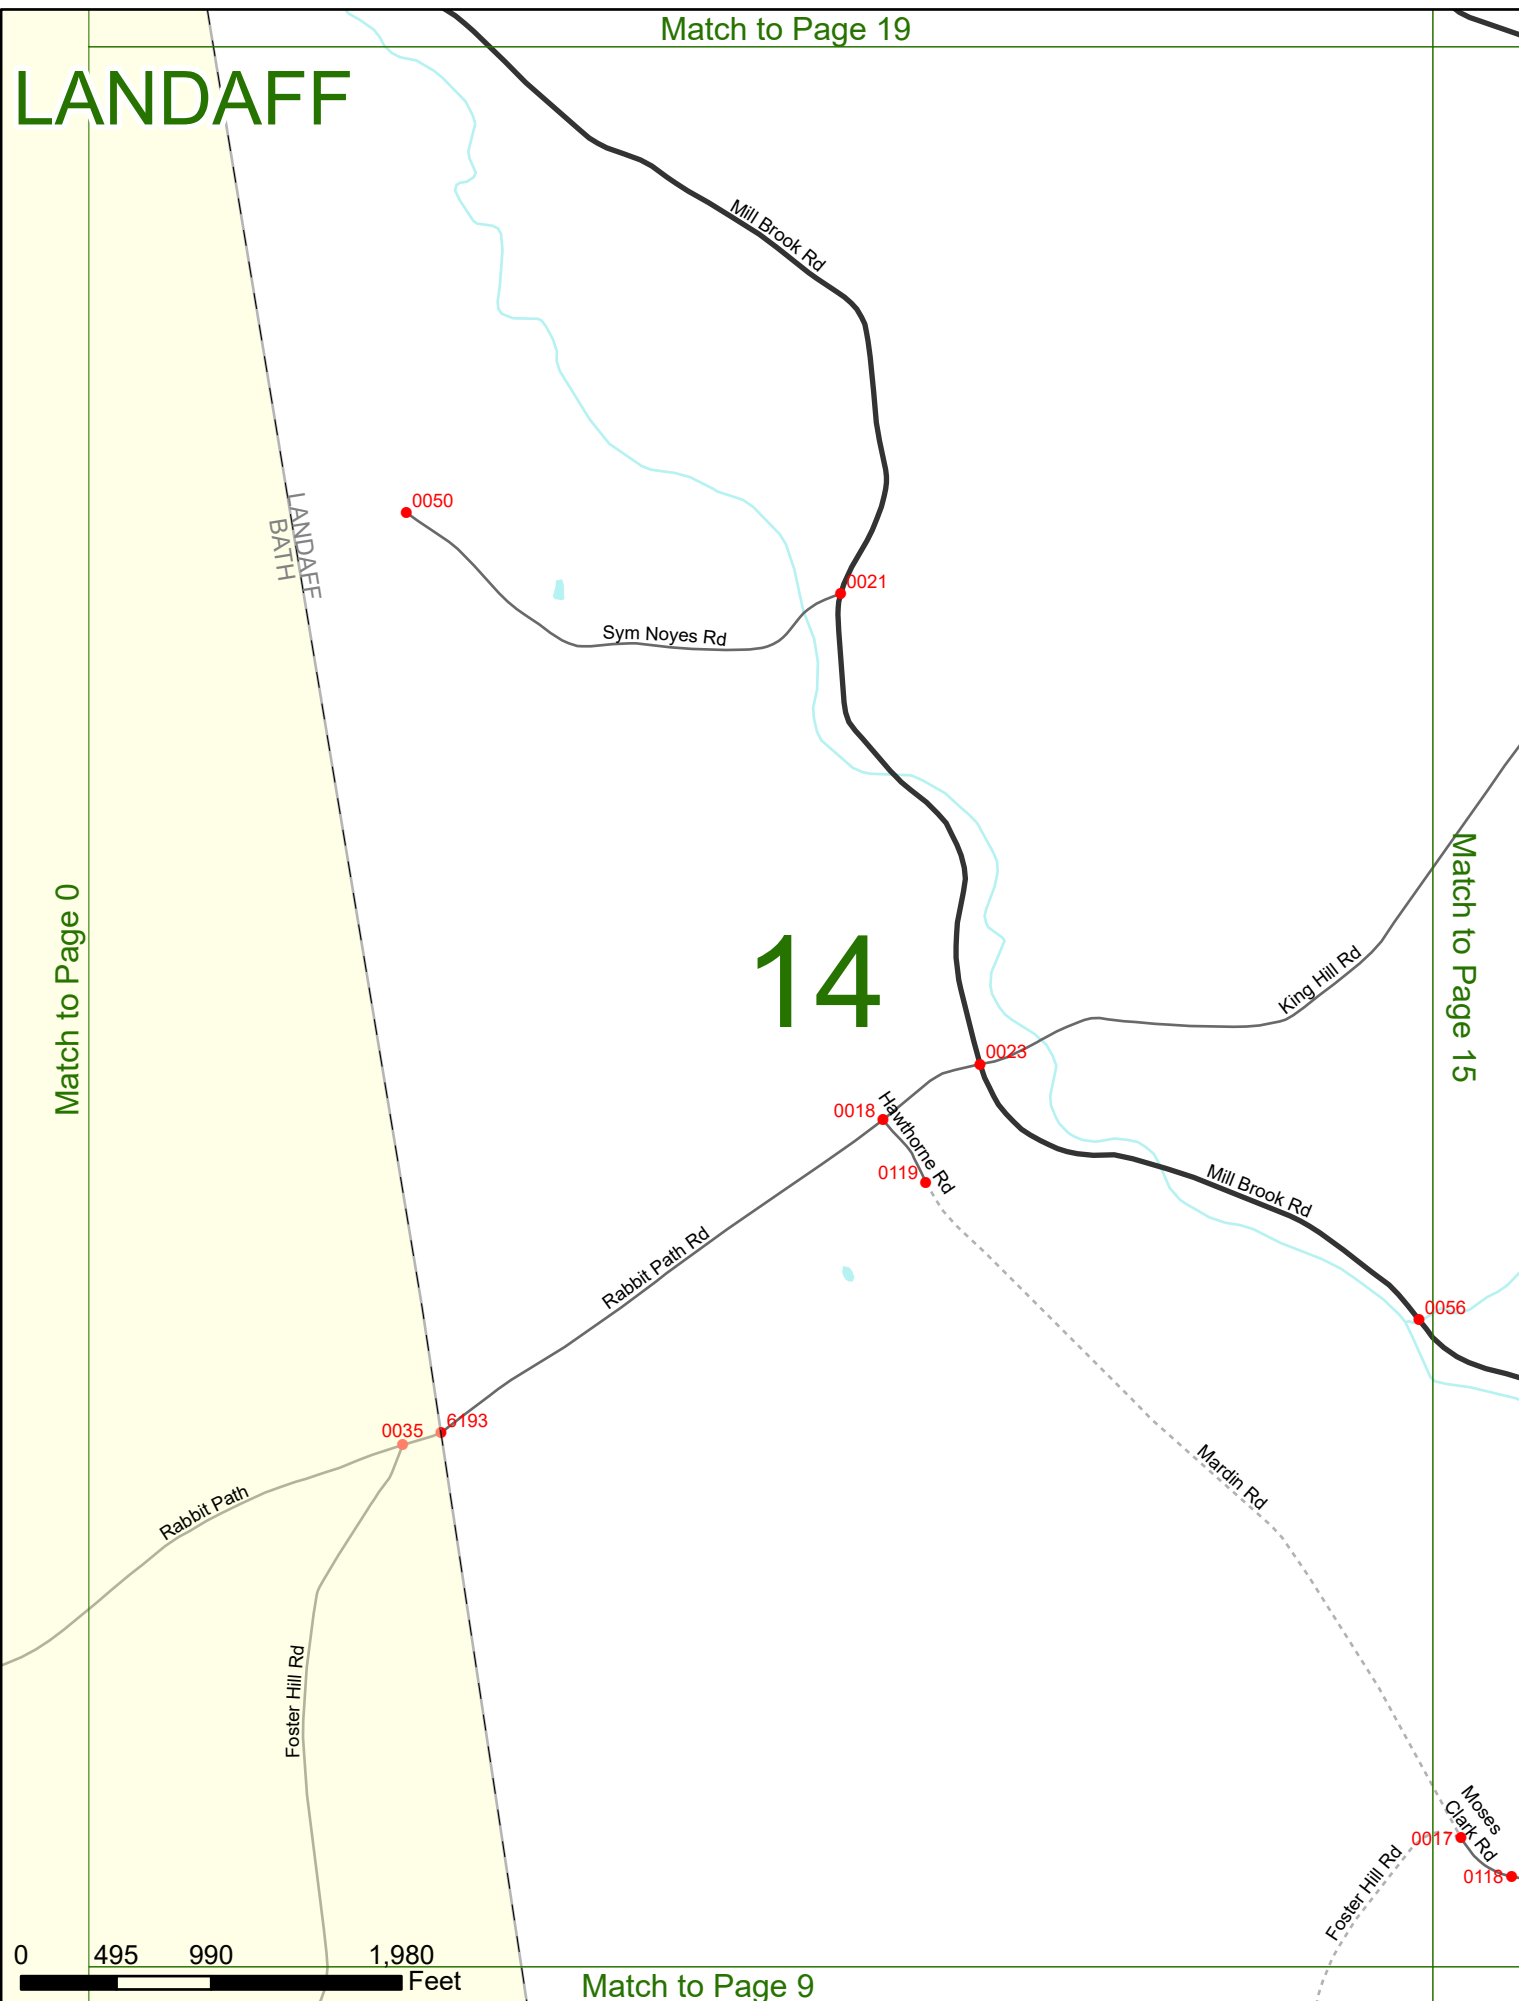 Match to Page 19
LANDAFF
Mill Brook Rd
0050
LANDAFF
BATH
0021
Sym Noyes Rd
Match to Page 0
Match to Page 15
14
King Hill Rd
0023
0018
Hawthorne Rd
0119
Mill Brook Rd
Rabbit Path Rd
0056
6193
0035
Mardin Rd
Rabbit Path
Foster Hill Rd
Moses
Clark Rd
0017
0118
Foster Hill Rd
0 495 990 1,980
Feet
Match to Page 9